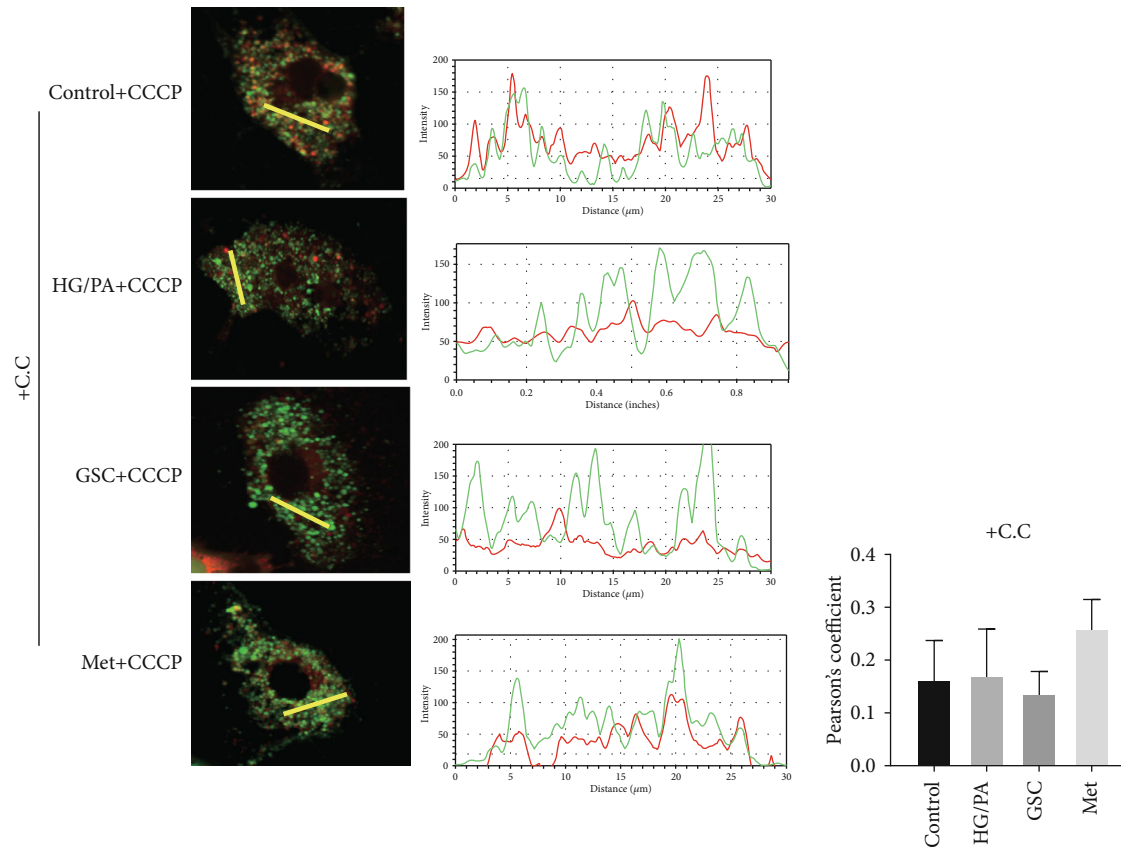 +C.C
Control+CCCP
Intensity
200
150
100
50
0
0 5 10 15 20 25 30
Distance (μm)
HG/PA+CCCP
Intensity
150
100
50
0
0.0 0.2 0.4 0.6 0.8
Distance (inches)
GSC+CCCP
Intensity
200
150
100
50
0
0 5 10 15 20 25 30
Distance (μm)
Met+CCCP
Intensity
200
150
100
50
0
0 5 10 15 20 25 30
Distance (μm)
+C.C
Pearson's coefficient
0.4
0.3
0.2
0.1
0.0
Control
HG/PA
GSC
Met